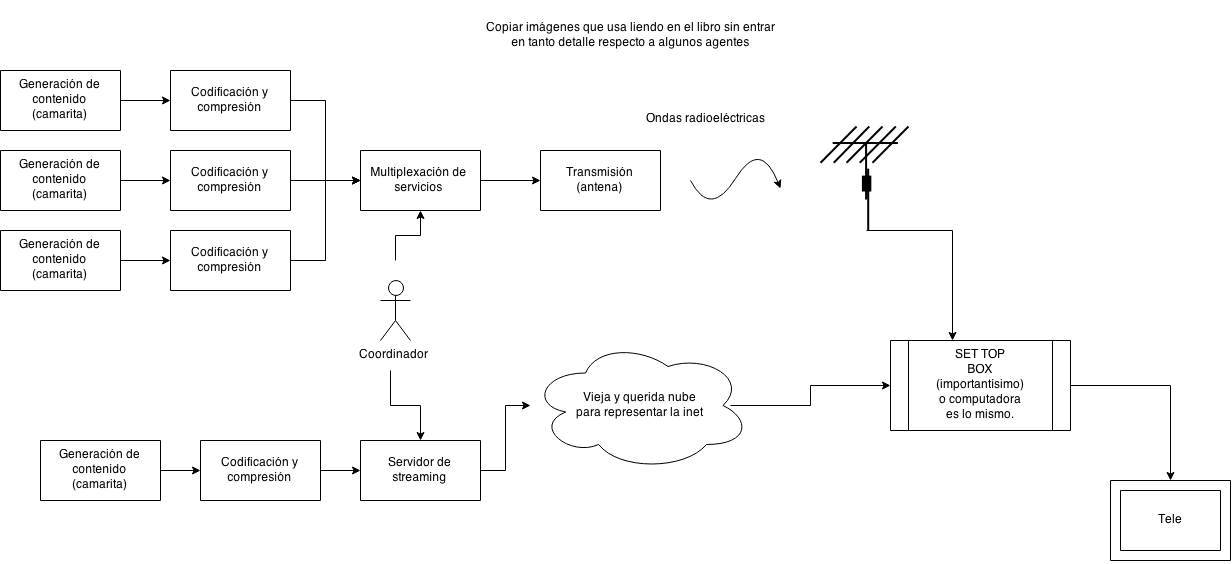 Copiar imágenes que usa liendo en el libro sin entrar
en tanto detalle respecto a algunos agentes
Generación de
contenido
(camarita)
Codificación y
compresión
Ondas radioeléctricas
Generación de
contenido
(camarita)
Codificación y
compresión
Multiplexación de
servicios
Transmisión
(antena)
Generación de
contenido
(camarita)
Codificación y
compresión
Coordinador
SET TOP
BOX
(importantísimo)
o computadora
es lo mismo.
Vieja y querida nube
para representar la inet
Generación de
contenido
(camarita)
Codificación y
compresión
Servidor de
streaming
Tele